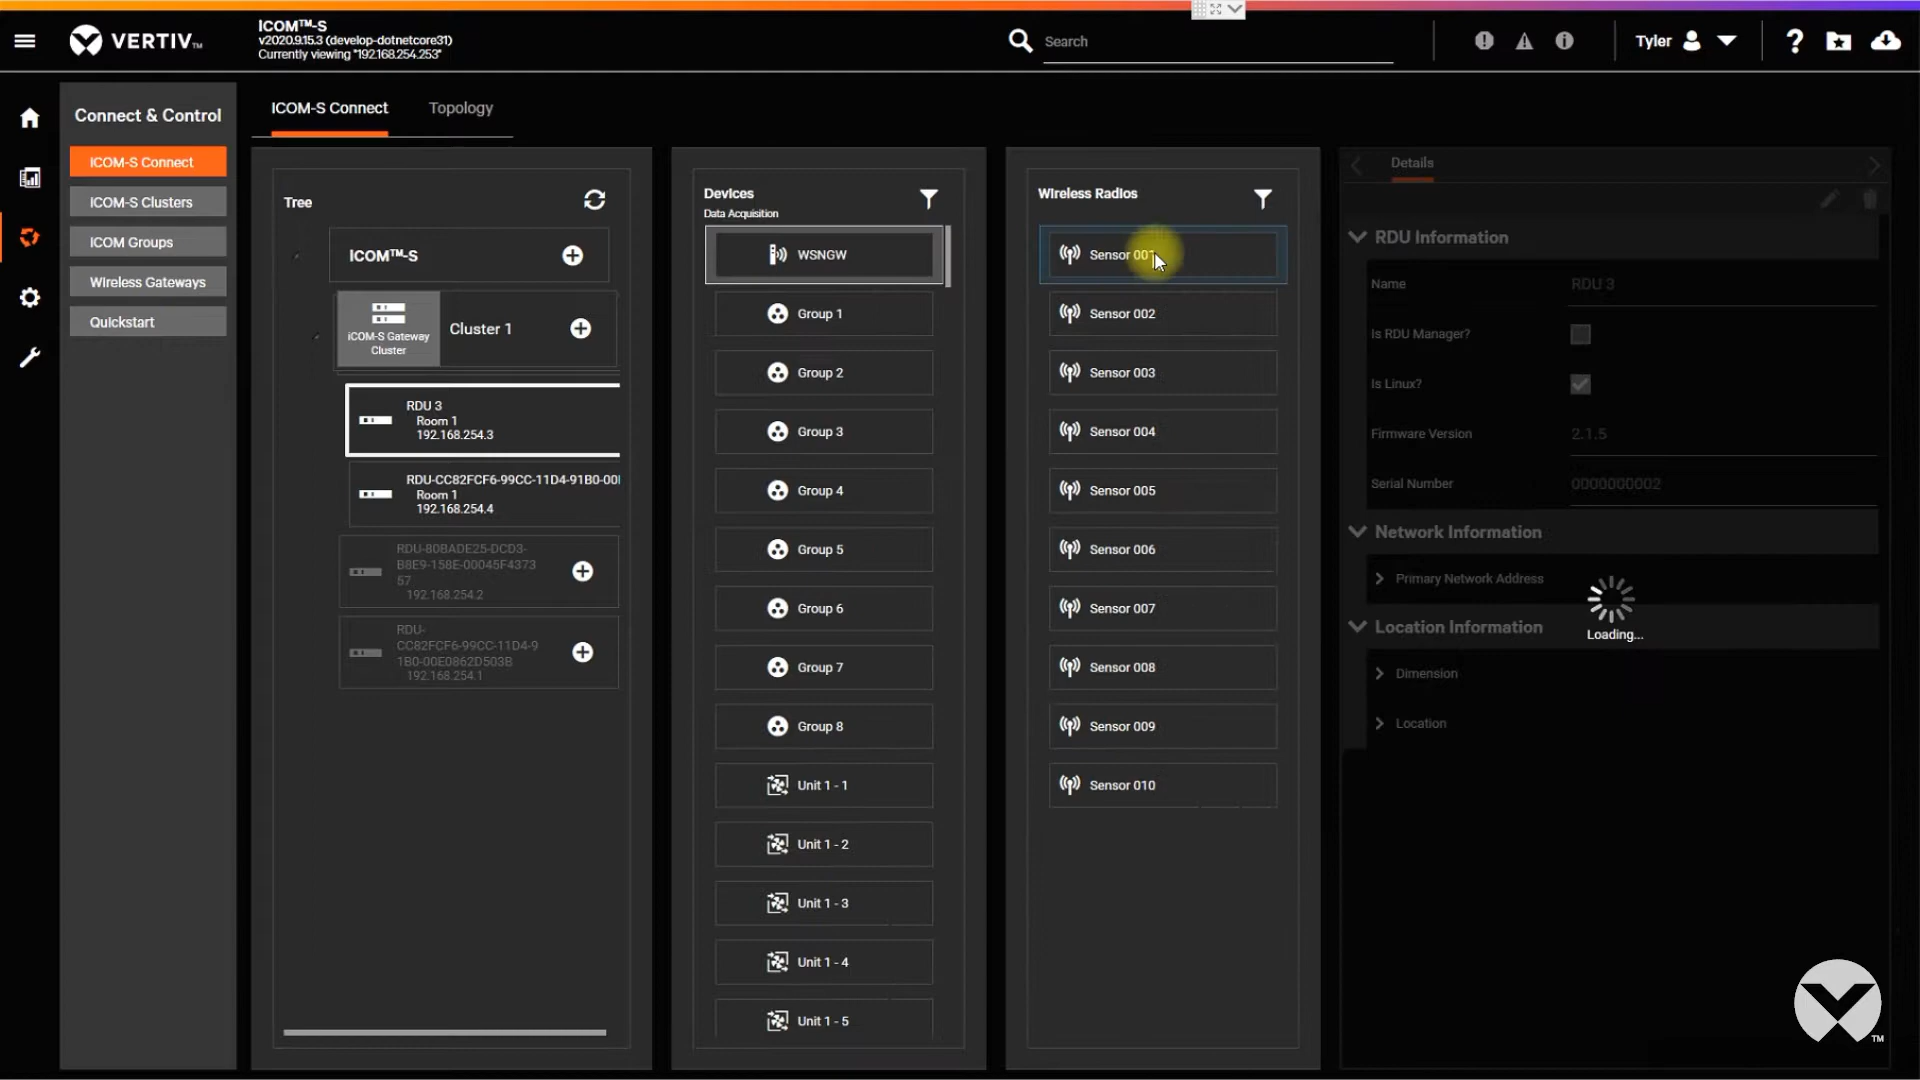 VERTIV™
ICOM™-S
v2020.9.15.3 (develop-dotnetcore31)
Currently viewing "192.168.254.253"
Search
Tyler
?
Connect & Control
ICOM-S Connect
ICOM-S Clusters
ICOM Groups
Wireless Gateways
Quickstart
ICOM-S Connect
Topology
Tree
ICOM™-S
iCOM-S Gateway
Cluster
Cluster 1
RDU 3
Room 1
192.168.254.3
RDU-CC82FCF6-99CC-11D4-91B0-00
Room 1
192.168.254.4
RDU-80BADE25-DCD3-
B8E9-158E-00045F4373
57
192.168.254.2
RDU-
CC82FCF6-99CC-11D4-9
1B0-00E0862D503B
192.168.254.1
Devices
Data Acquisition
WSNGW
Group 1
Group 2
Group 3
Group 4
Group 5
Group 6
Group 7
Group 8
Unit 1 - 1
Unit 1 - 2
Unit 1 - 3
Unit 1 - 4
Unit 1 - 5
Wireless Radios
Sensor 001
Sensor 002
Sensor 003
Sensor 004
Sensor 005
Sensor 006
Sensor 007
Sensor 008
Sensor 009
Sensor 010
Details
RDU Information
Name RDU 3
Is RDU Manager?
Is Linux?
Firmware Version 2.1.5
Serial Number 0000000002
Network Information
Primary Network Address
Location Information
Loading...
Dimension
Location
TM